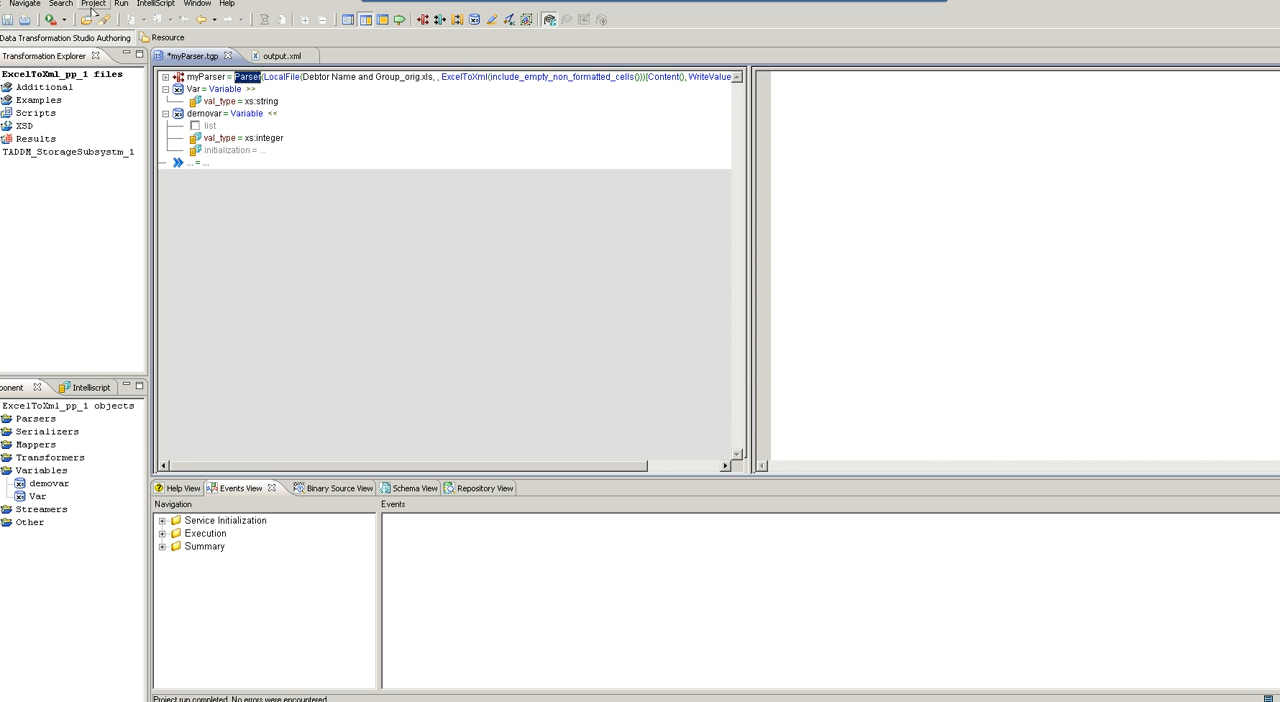 Navigate Search Project Run IntelliScript Window Help
Data Transformation Studio Authoring Resource
Transformation Explorer
ExcelToXml_pp_1 files
Additional
Examples
Scripts
XSD
Results
TADDM_StorageSubsystm_1
*myParser.tgp output.xml
myParser = Parser(LocalFile(Debtor Name and Group_orig.xls, , ExcelToXml(include_empty_non_formatted_cells()))[Content(), WriteValue
Var = Variable >>
val_type = xs:string
demovar = Variable <<
list
val_type = xs:integer
initialization = ...
... = ...
ponent Intelliscript
ExcelToXml_pp_1 objects
Parsers
Serializers
Mappers
Transformers
Variables
demovar
Var
Streamers
Other
Help View Events View Binary Source View Schema View Repository View
Navigation Events
Service Initialization
Execution
Summary
Project run completed. No errors were encountered